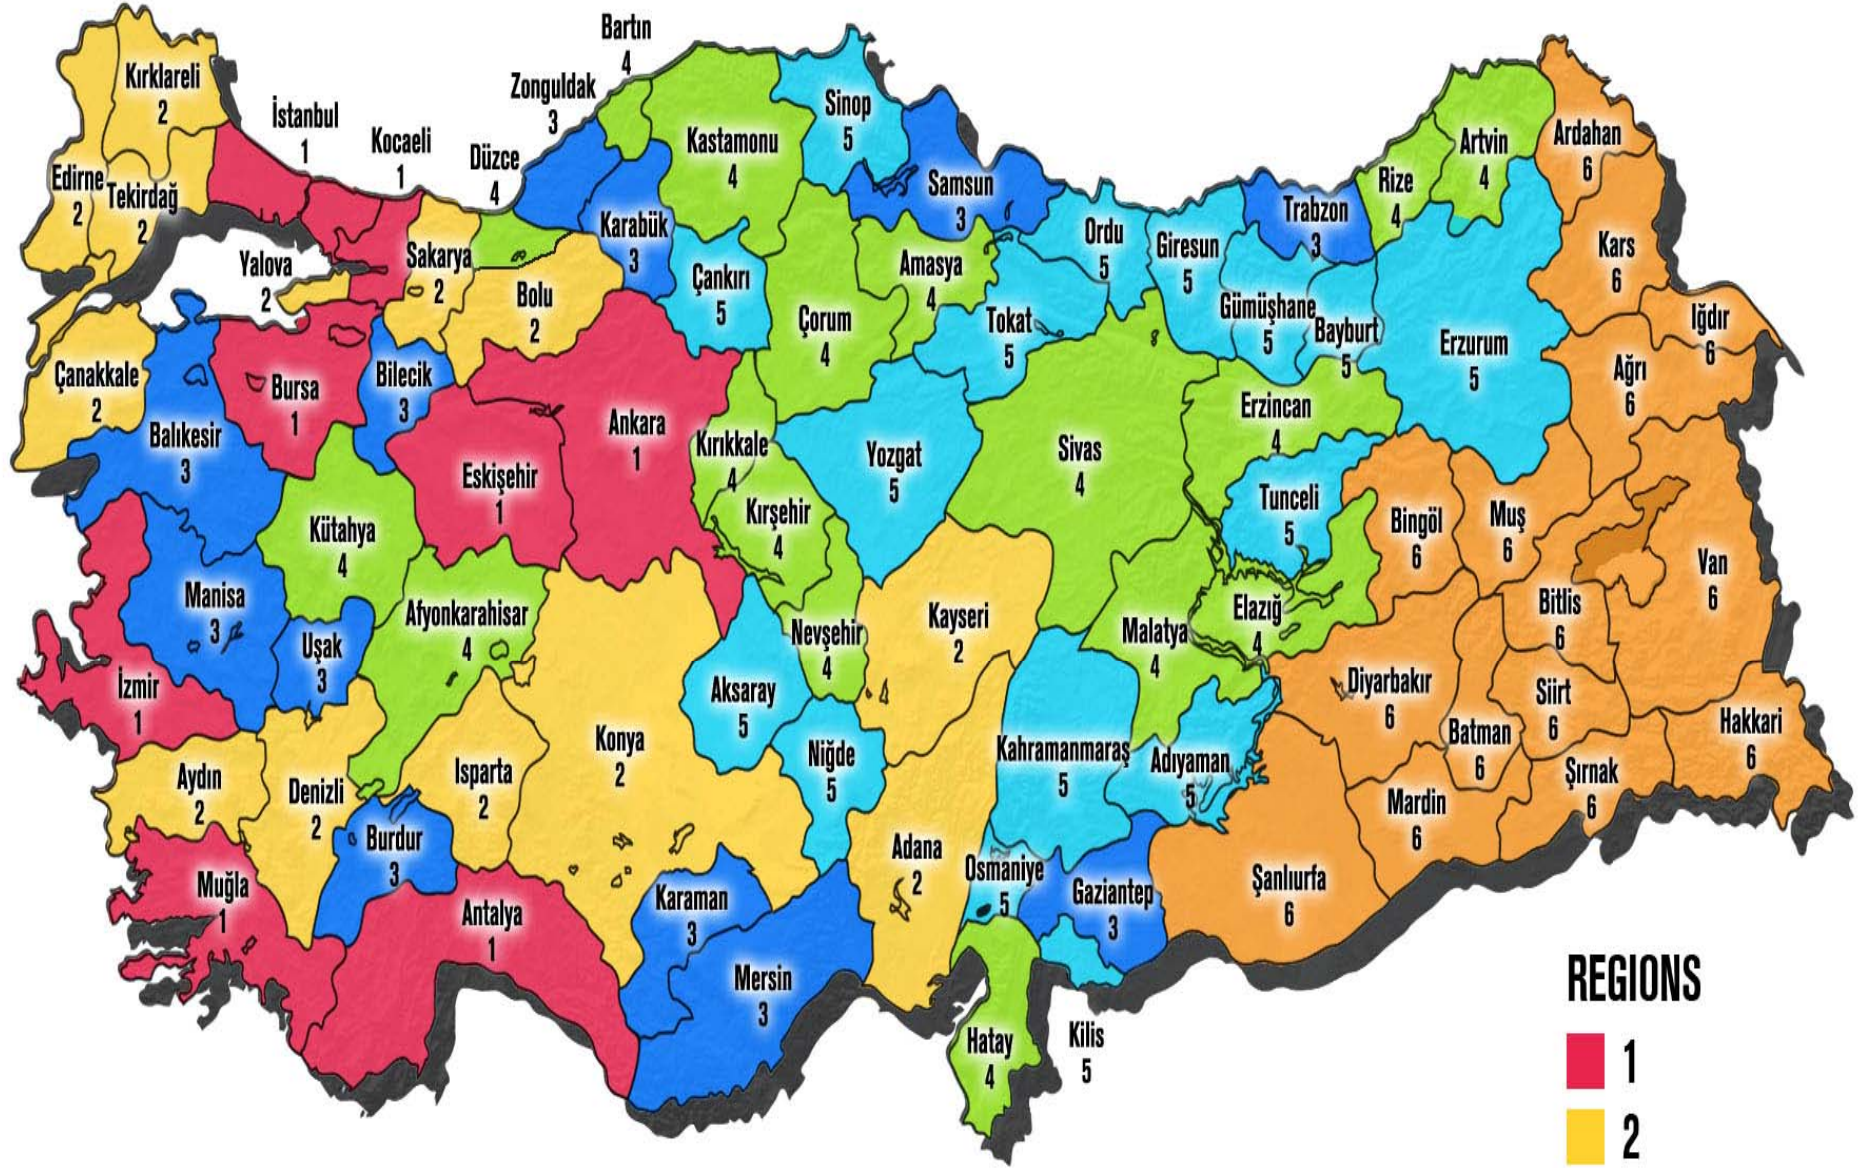 Bartın
4
Kırklareli
2
Zonguldak
3
Sinop
5
İstanbul
1
Kocaeli
1
Düzce
4
Kastamonu
4
Artvin
4
Ardahan
6
Edirne
2
Tekirdağ
2
Samsun
3
Rize
4
Karabük
3
Trabzon
3
Yalova
2
Sakarya
2
Bolu
2
Çankırı
5
Amasya
4
Ordu
5
Giresun
5
Kars
6
Çorum
4
Tokat
5
Gümüşhane
5
Bayburt
5
Erzurum
5
Iğdır
6
Çanakkale
2
Bursa
1
Bilecik
3
Ağrı
6
Balıkesir
3
Ankara
1
Kırıkkale
4
Erzincan
4
Eskişehir
1
Yozgat
5
Sivas
4
Kütahya
4
Kırşehir
4
Tunceli
5
Bingöl
6
Muş
6
Van
6
Manisa
3
Afyonkarahisar
4
Uşak
3
Nevşehir
4
Kayseri
2
Malatya
4
Elazığ
4
Bitlis
6
İzmir
1
Aksaray
5
Diyarbakır
6
Siirt
6
Batman
6
Hakkari
6
Konya
2
Niğde
5
Kahramanmaraş
5
Adıyaman
5
Şırnak
6
Aydın
2
Denizli
2
Isparta
2
Mardin
6
Burdur
3
Adana
2
Osmaniye
5
Muğla
1
Antalya
1
Karaman
3
Gaziantep
3
Şanlıurfa
6
Mersin
3
Hatay
4
Kilis
5
REGIONS
1
2